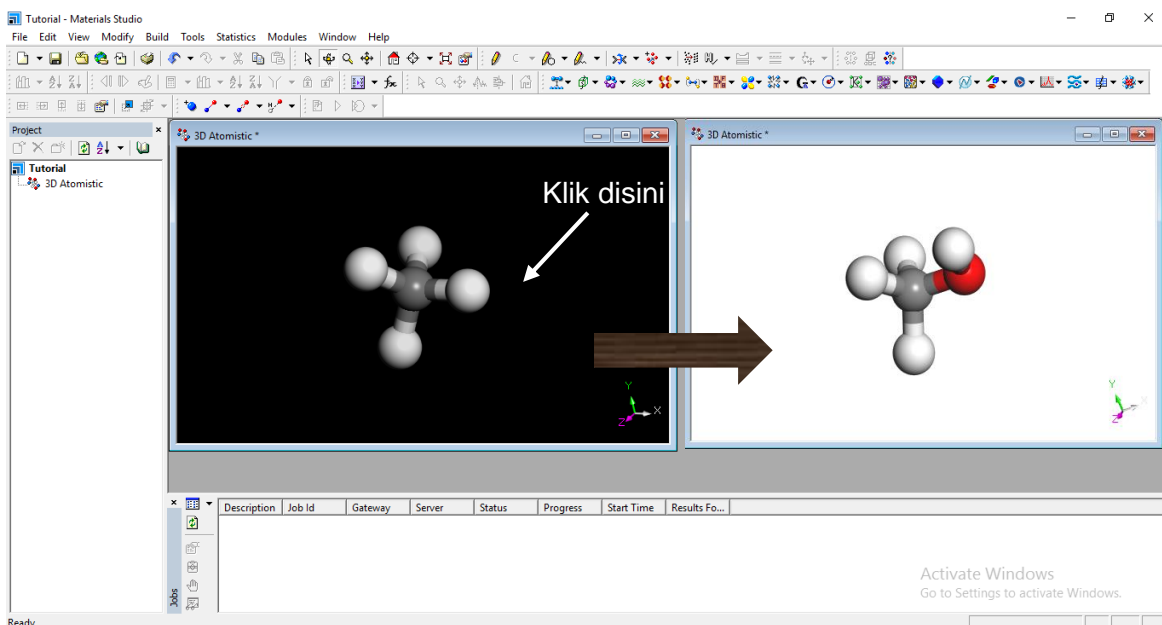 Tutorial - Materials Studio
File Edit View Modify Build Tools Statistics Modules Window Help
Project
Tutorial
3D Atomistic
3D Atomistic *
Klik disini
Y
X
Z
3D Atomistic *
Y
X
Z
Description Job Id Gateway Server Status Progress Start Time Results Fo...
Jobs
Activate Windows
Go to Settings to activate Windows.
Ready